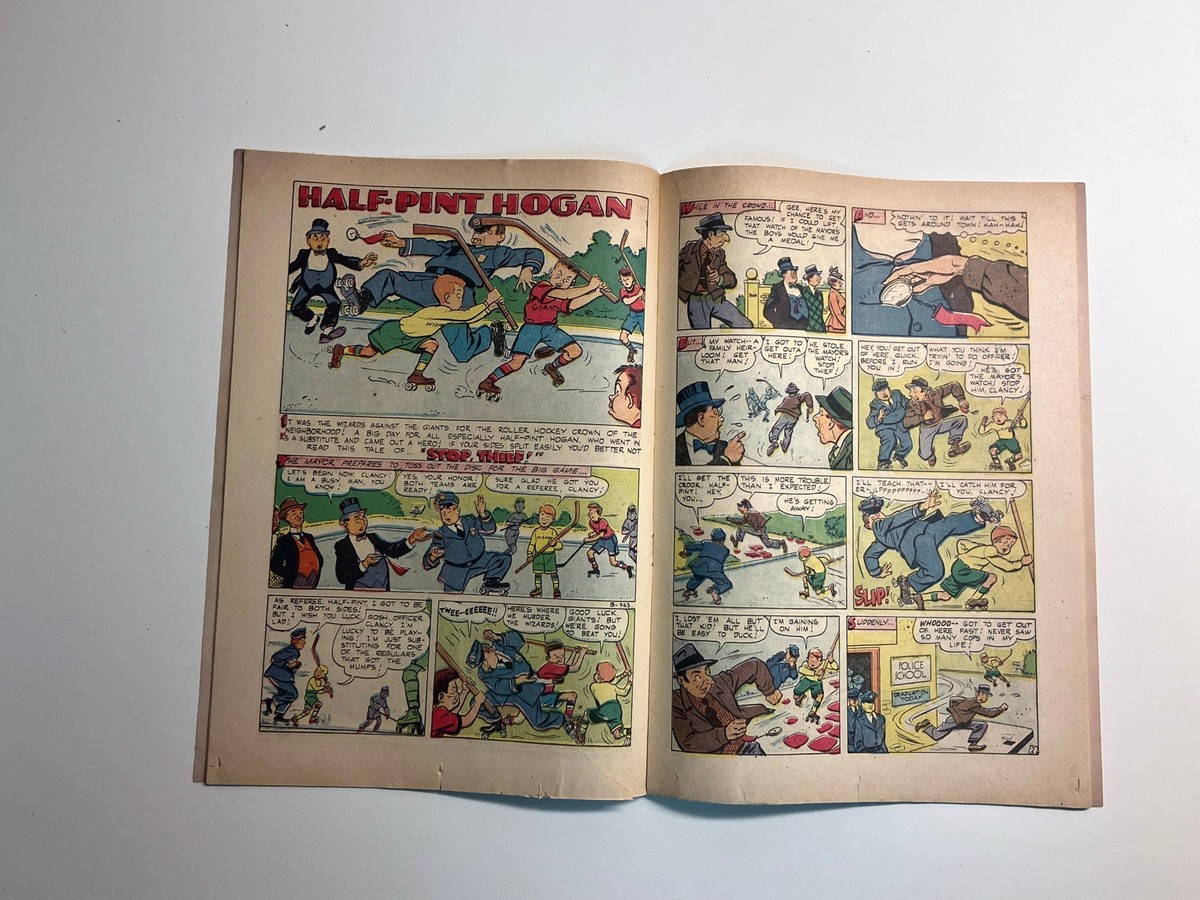 HALF-PINT HOGAN
WIZAR
GIANTS
IT WAS THE WIZARDS AGAINST THE GIANTS FOR THE ROLLER HOCKEY CROWN OF THE
NEIGHBORHOOD! A BIG DAY FOR ALL ESPECIALLY HALF-PINT HOGAN, WHO WENT IN
AS A SUBSTITUTE AND CAME OUT A HERO! IF YOUR SIDES SPLIT EASILY YOU'D BETTER NOT
READ THIS TALE OF.. "STOP, THIEF!"
THE MAYOR PREPARES TO TOSS OUT THE DISC FOR THE BIG GAME...
LET'S BEGIN NOW, CLANCY!
I AM A BUSY MAN, YOU
KNOW!
YES, YOUR HONOR!
BOTH TEAMS ARE
READY!
SURE GLAD WE GOT YOU
FOR A REFEREE, CLANCY!
B-963
AS REFEREE, HALF-PINT, I GOT TO BE
FAIR TO BOTH SIDES!
BUT I WISH YOU LUCK,
LAD!
GOSH, OFFICER
CLANCY, I'M
LUCKY TO BE PLAY-
ING! I'M JUST SUB-
STITUTING FOR ONE
OF THE REGULARS
THAT GOT THE
MUMPS!
TWEE--EEEEEE!!
HERE'S WHERE
WE MURDER
THE WIZARDS!
GOOD LUCK,
GIANTS! BUT
WE'RE GOING
TO BEAT YOU!
WHILE IN THE CROWD...
GEE, HERE'S MY
CHANCE TO GET
FAMOUS! IF I COULD LIFT
THAT WATCH OF THE MAYOR'S
THE BOYS WOULD GIVE ME
A MEDAL!
AND...
NOTHIN' TO IT! WAIT TILL THIS
GETS AROUND TOWN! HAH-HAH!
BUT...
MY WATCH--A
FAMILY HEIR-
LOOM! GET
THAT MAN!
I GOT TO
GET OUTA
HERE!
HE STOLE
THE MAYOR'S
WATCH!
STOP
THIEF!
HEY YOU! GET OUT
OF HERE, QUICK,
BEFORE I RUN
YOU IN!
WHAT YOU THINK I'M
TRYIN' TO DO, OFFICER!
I'M GOING!
HE'S GOT
THE MAYOR'S
WATCH! STOP
HIM, CLANCY!
I'LL GET THE
CROOK, HALF-
PINT! HEY,
YOU..,
THIS IS MORE TROUBLE
THAN I EXPECTED!
HE'S GETTING
AWAY!
I'LL TEACH THAT--
I'LL CATCH HIM FOR
YOU, CLANCY!
SLIP!
I LOST 'EM ALL BUT
THAT KID! BUT HE'LL
BE EASY TO DUCK!
I'M GAINING
ON HIM!
SUDDENLY...
WHOOOO-- GOT TO GET OUT
OF HERE FAST! NEVER SAW
SO MANY COPS IN MY
LIFE!
POLICE
SCHOOL
GRADUATION
TODAY
2